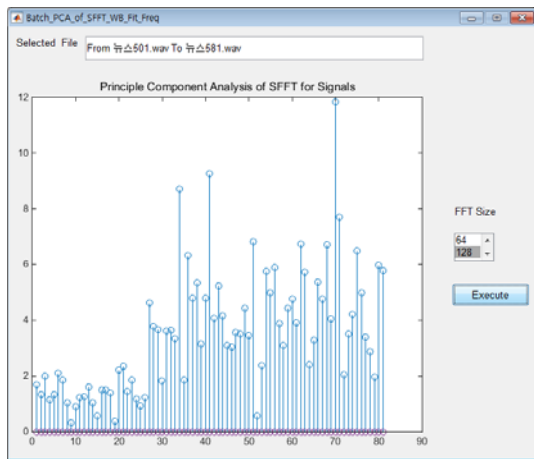 Batch_PCA_of_SFFT_WB_Fit_Freq
Selected File
From 뉴스501.wav To 뉴스581.wav
Principle Component Analysis of SFFT for Signals
12
10
8
6
4
2
0
0 10 20 30 40 50 60 70 80 90
FFT Size
64
128
Execute